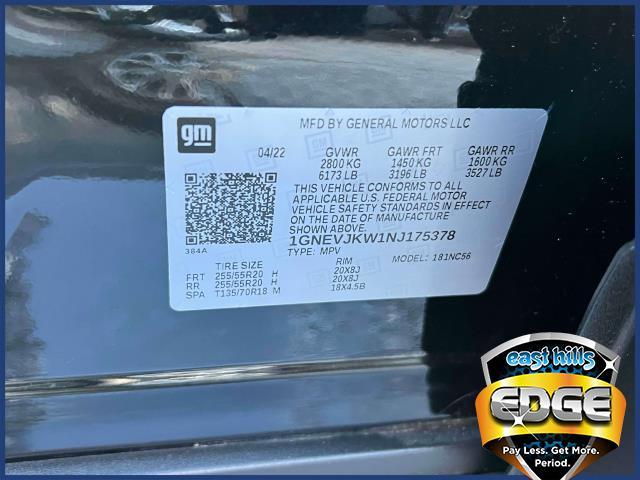 gm
MFD BY GENERAL MOTORS LLC
04/22 GVWR GAWR FRT GAWR RR
2800 KG 1450 KG 1600 KG
6173 LB 3196 LB 3527 LB
THIS VEHICLE CONFORMS TO ALL
APPLICABLE U.S. FEDERAL MOTOR
VEHICLE SAFETY STANDARDS IN EFFECT
ON THE DATE OF MANUFACTURE
SHOWN ABOVE.
1GNEVJKW1NJ175378
384A
TYPE: MPV MODEL: 181NC56
TIRE SIZE RIM
FRT 255/55R20 H 20X8J
RR 255/55R20 H 20X8J
SPA T135/70R18 M 18X4.5B
east hills
EDGE
Pay Less. Get More.
Period.